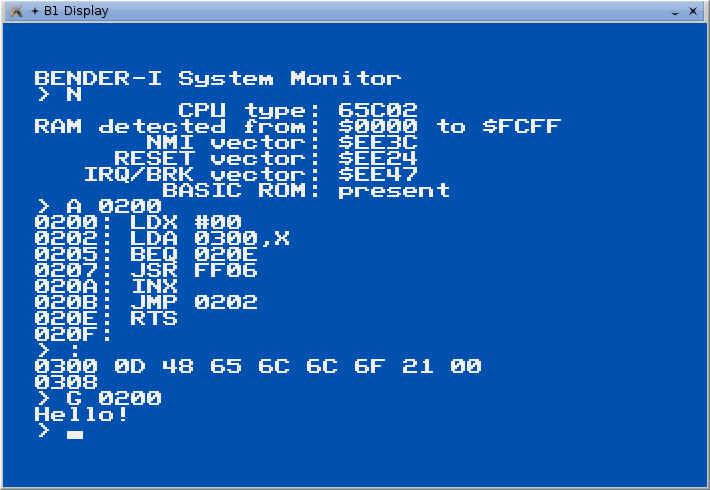 B1 Display
BENDER-I System Monitor
> N
CPU type: 65C02
RAM detected from: $0000 to $FCFF
NMI vector: $EE3C
RESET vector: $EE24
IRQ/BRK vector: $EE47
BASIC ROM: present
> A 0200
0200: LDX #00
0202: LDA 0300,X
0205: BEQ 020E
0207: JSR FF06
020A: INX
020B: JMP 0202
020E: RTS
020F:
> :
0300 0D 48 65 6C 6C 6F 21 00
0308
> G 0200
Hello!
>